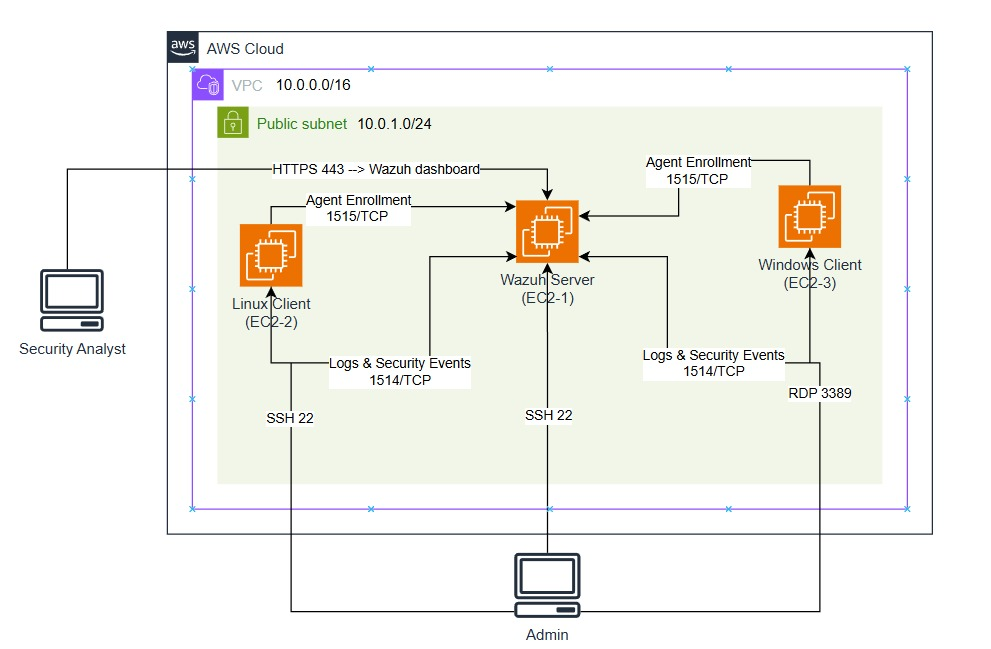 aws
AWS Cloud
VPC 10.0.0.0/16
Public subnet 10.0.1.0/24
HTTPS 443 --> Wazuh dashboard
Agent Enrollment
1515/TCP
Agent Enrollment
1515/TCP
Wazuh Server
(EC2-1)
Windows Client
(EC2-3)
Linux Client
(EC2-2)
Security Analyst
Logs & Security Events
1514/TCP
Logs & Security Events
1514/TCP
RDP 3389
SSH 22
SSH 22
Admin